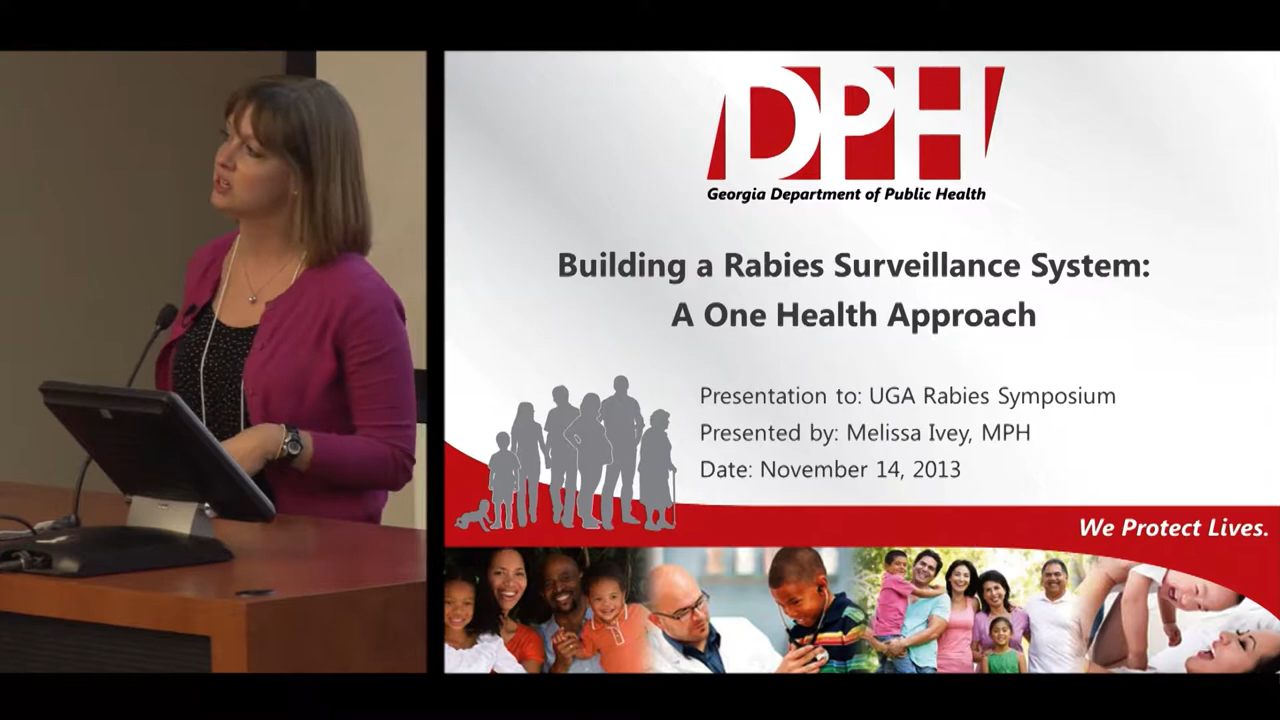 DPH
Georgia Department of Public Health
Building a Rabies Surveillance System:
A One Health Approach
Presentation to: UGA Rabies Symposium
Presented by: Melissa Ivey, MPH
Date: November 14, 2013
We Protect Lives.